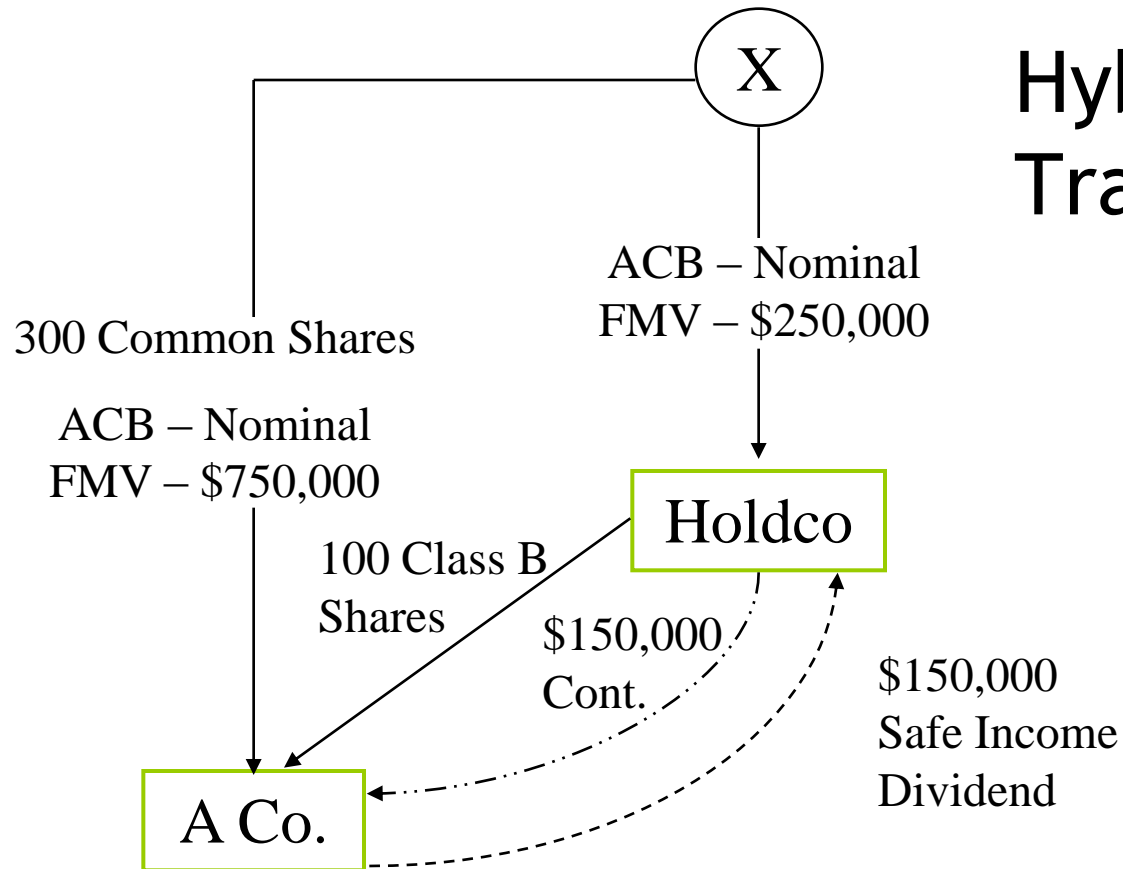 X
Hyl
Tra
ACB – Nominal
FMV – $250,000
300 Common Shares
ACB – Nominal
FMV – $750,000
Holdco
100 Class B
Shares
$150,000
Cont.
$150,000
Safe Income
Dividend
A Co.